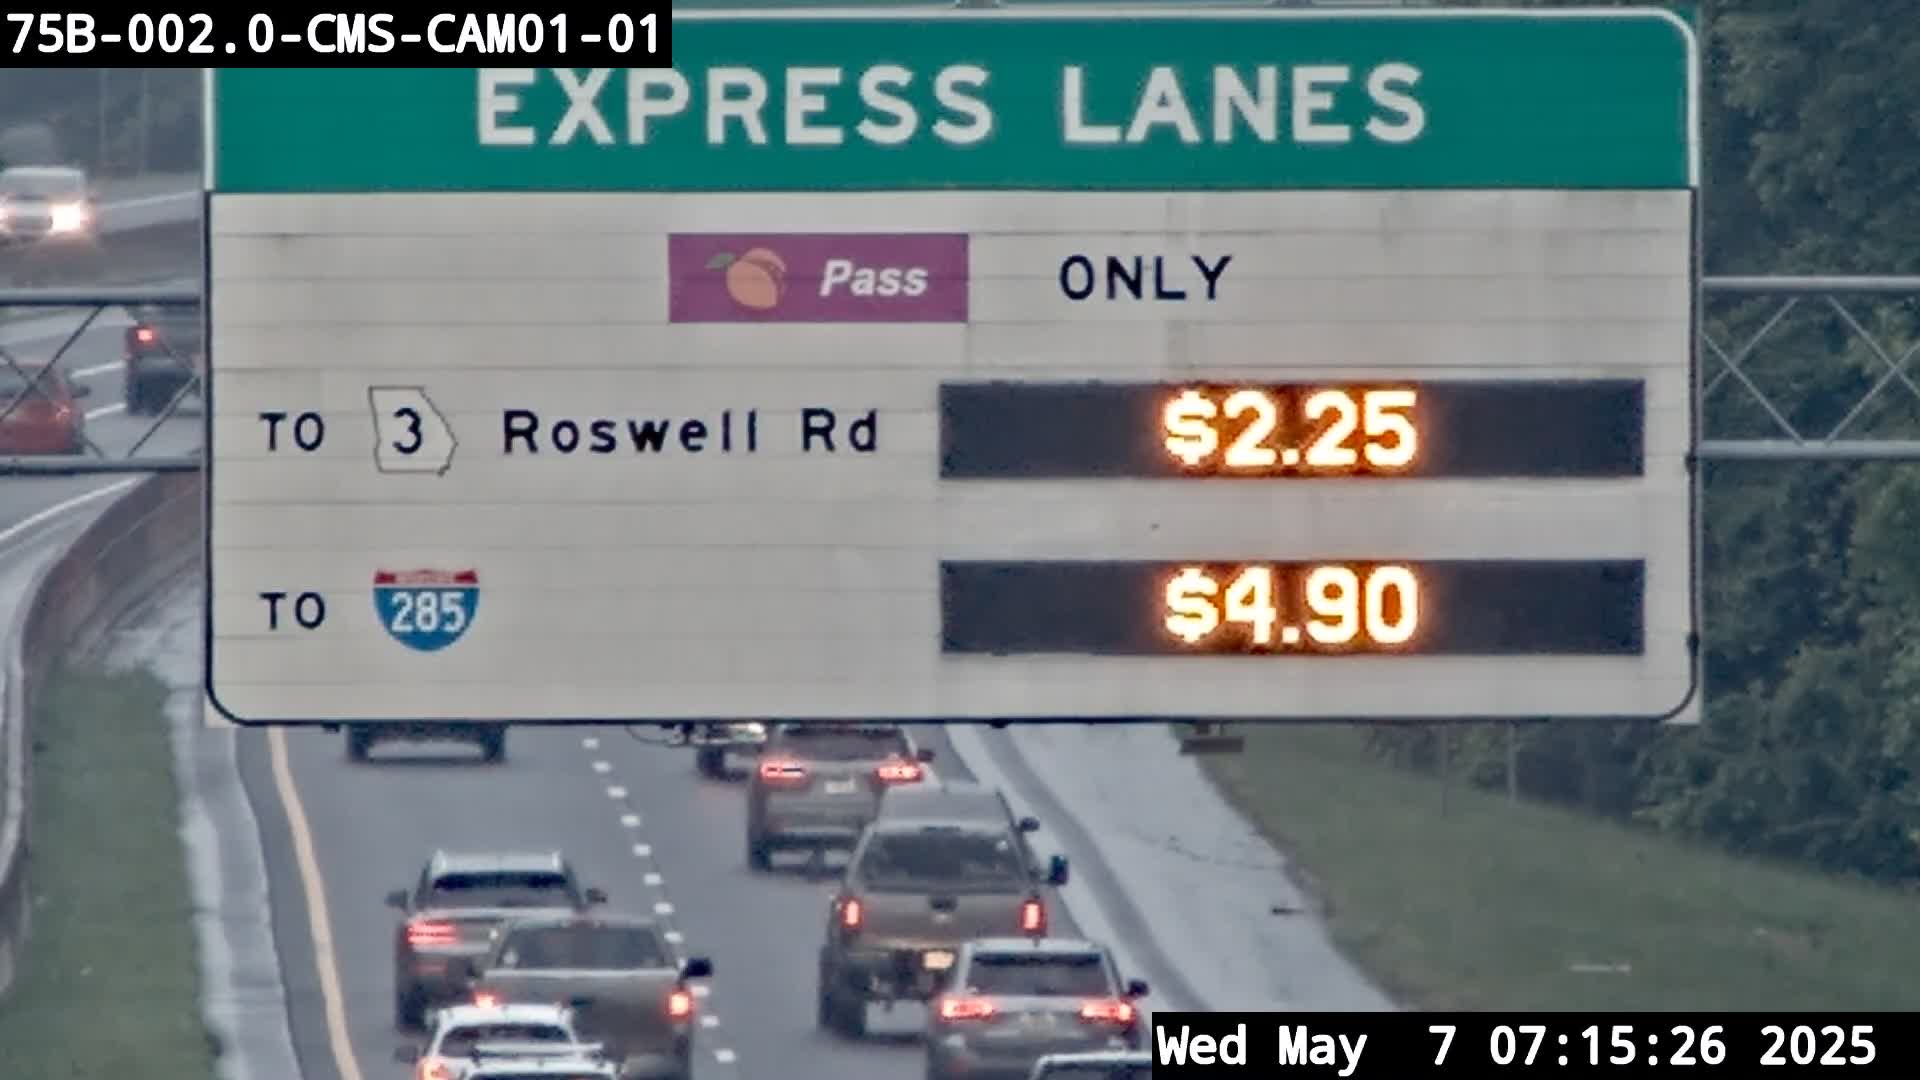 75B-002.0-CMS-CAM01-01
EXPRESS LANES
Pass ONLY
TO 3 Roswell Rd $2.25
TO 285 $4.90
Wed May 7 07:15:26 2025